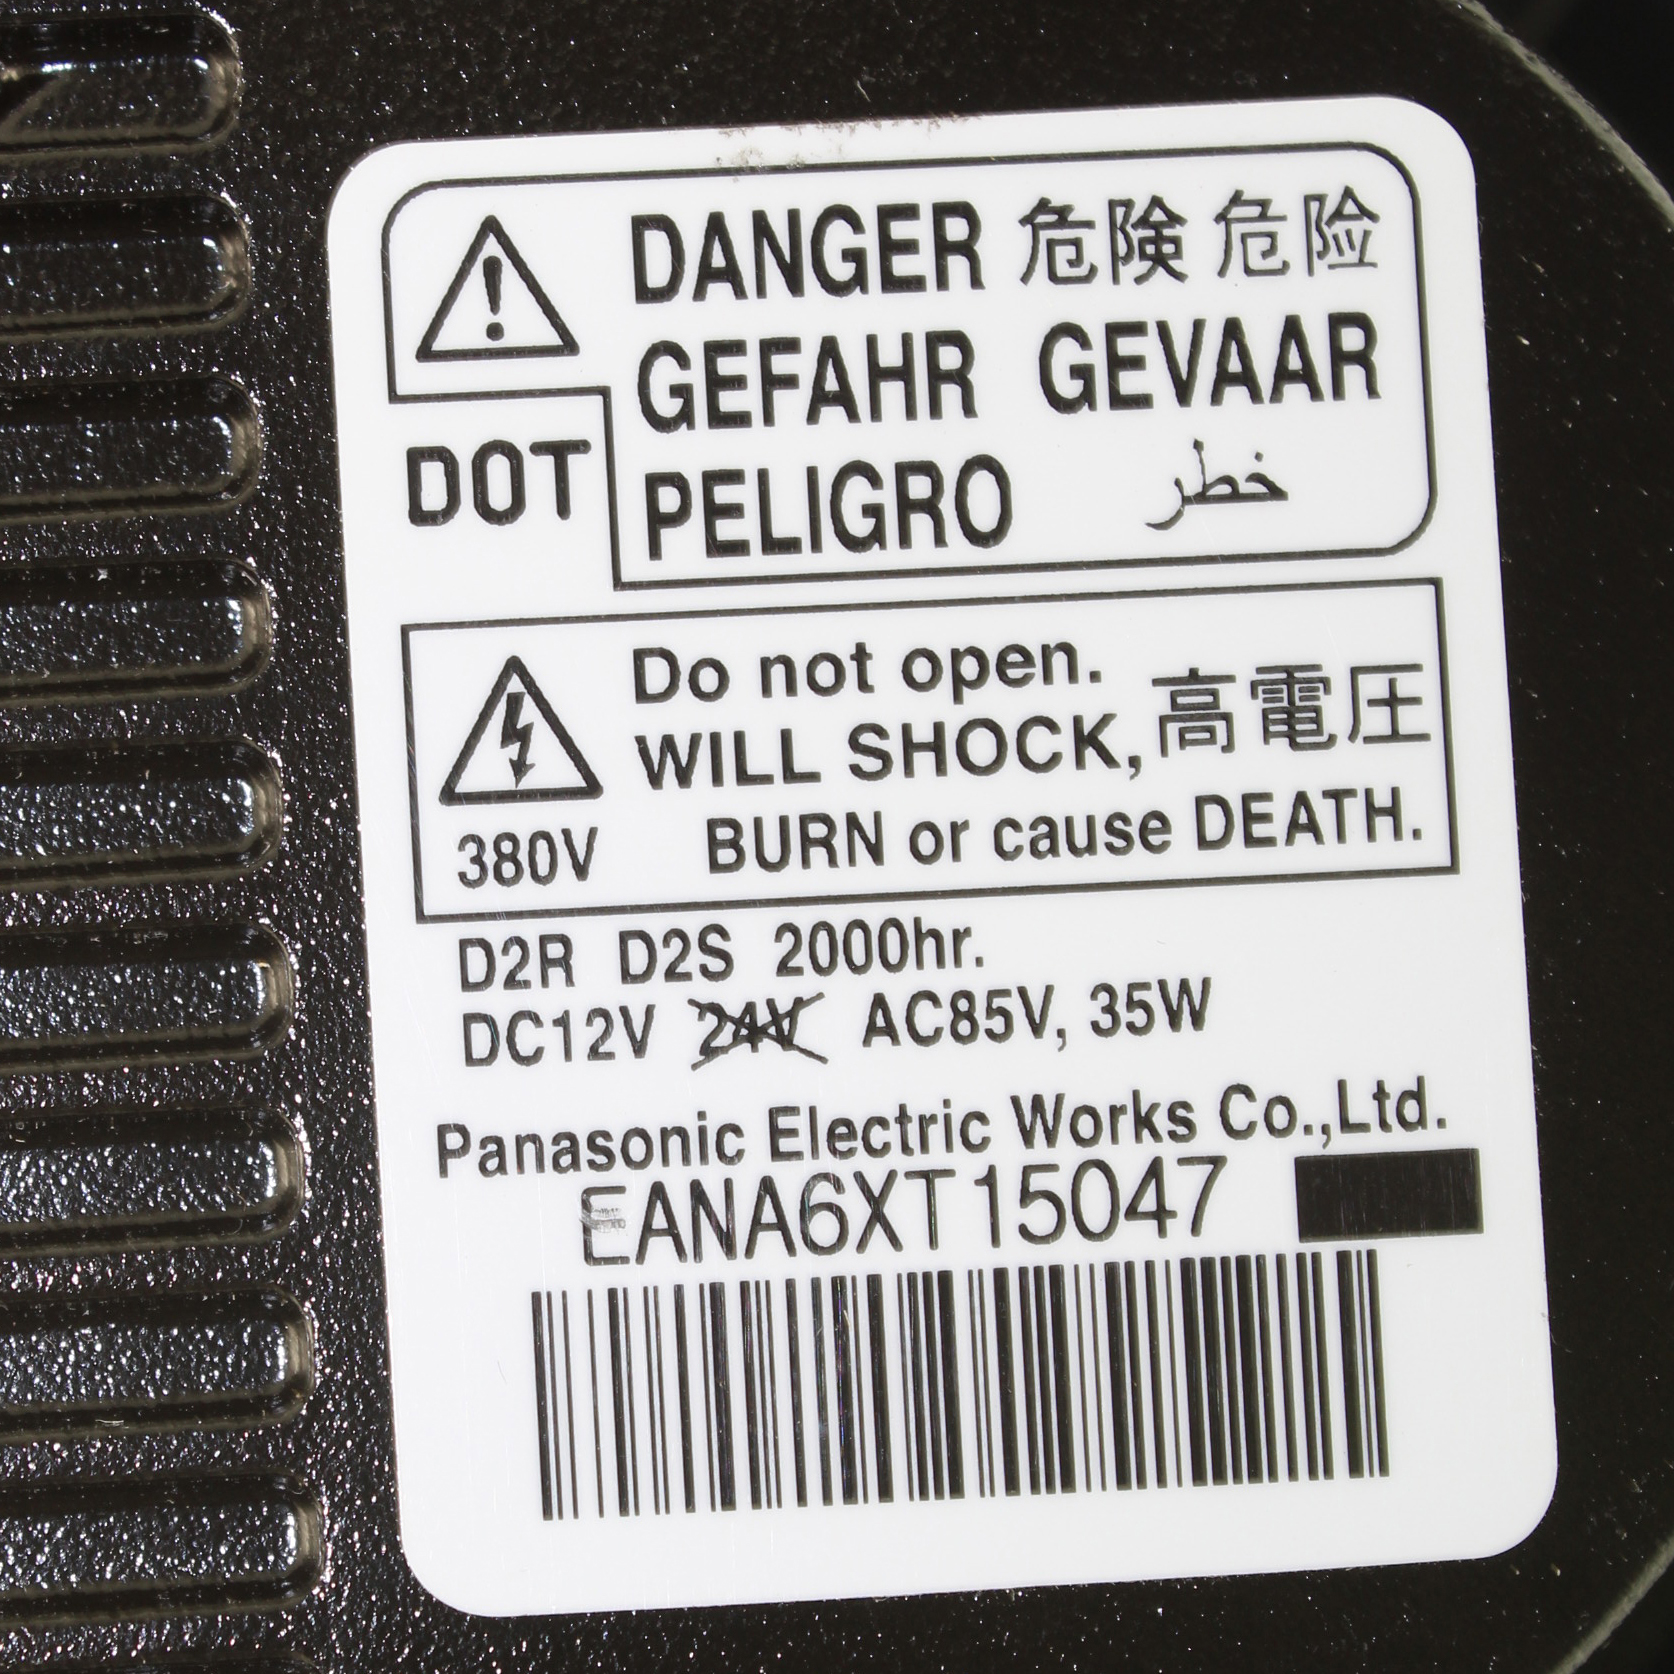 DANGER 危険 危险
GEFAHR GEVAAR
DOT
PELIGRO خطر
Do not open.
WILL SHOCK, 高電圧
380V BURN or cause DEATH.
D2R D2S 2000hr.
DC12V 24V AC85V, 35W
Panasonic Electric Works Co.,Ltd.
EANA6XT15047